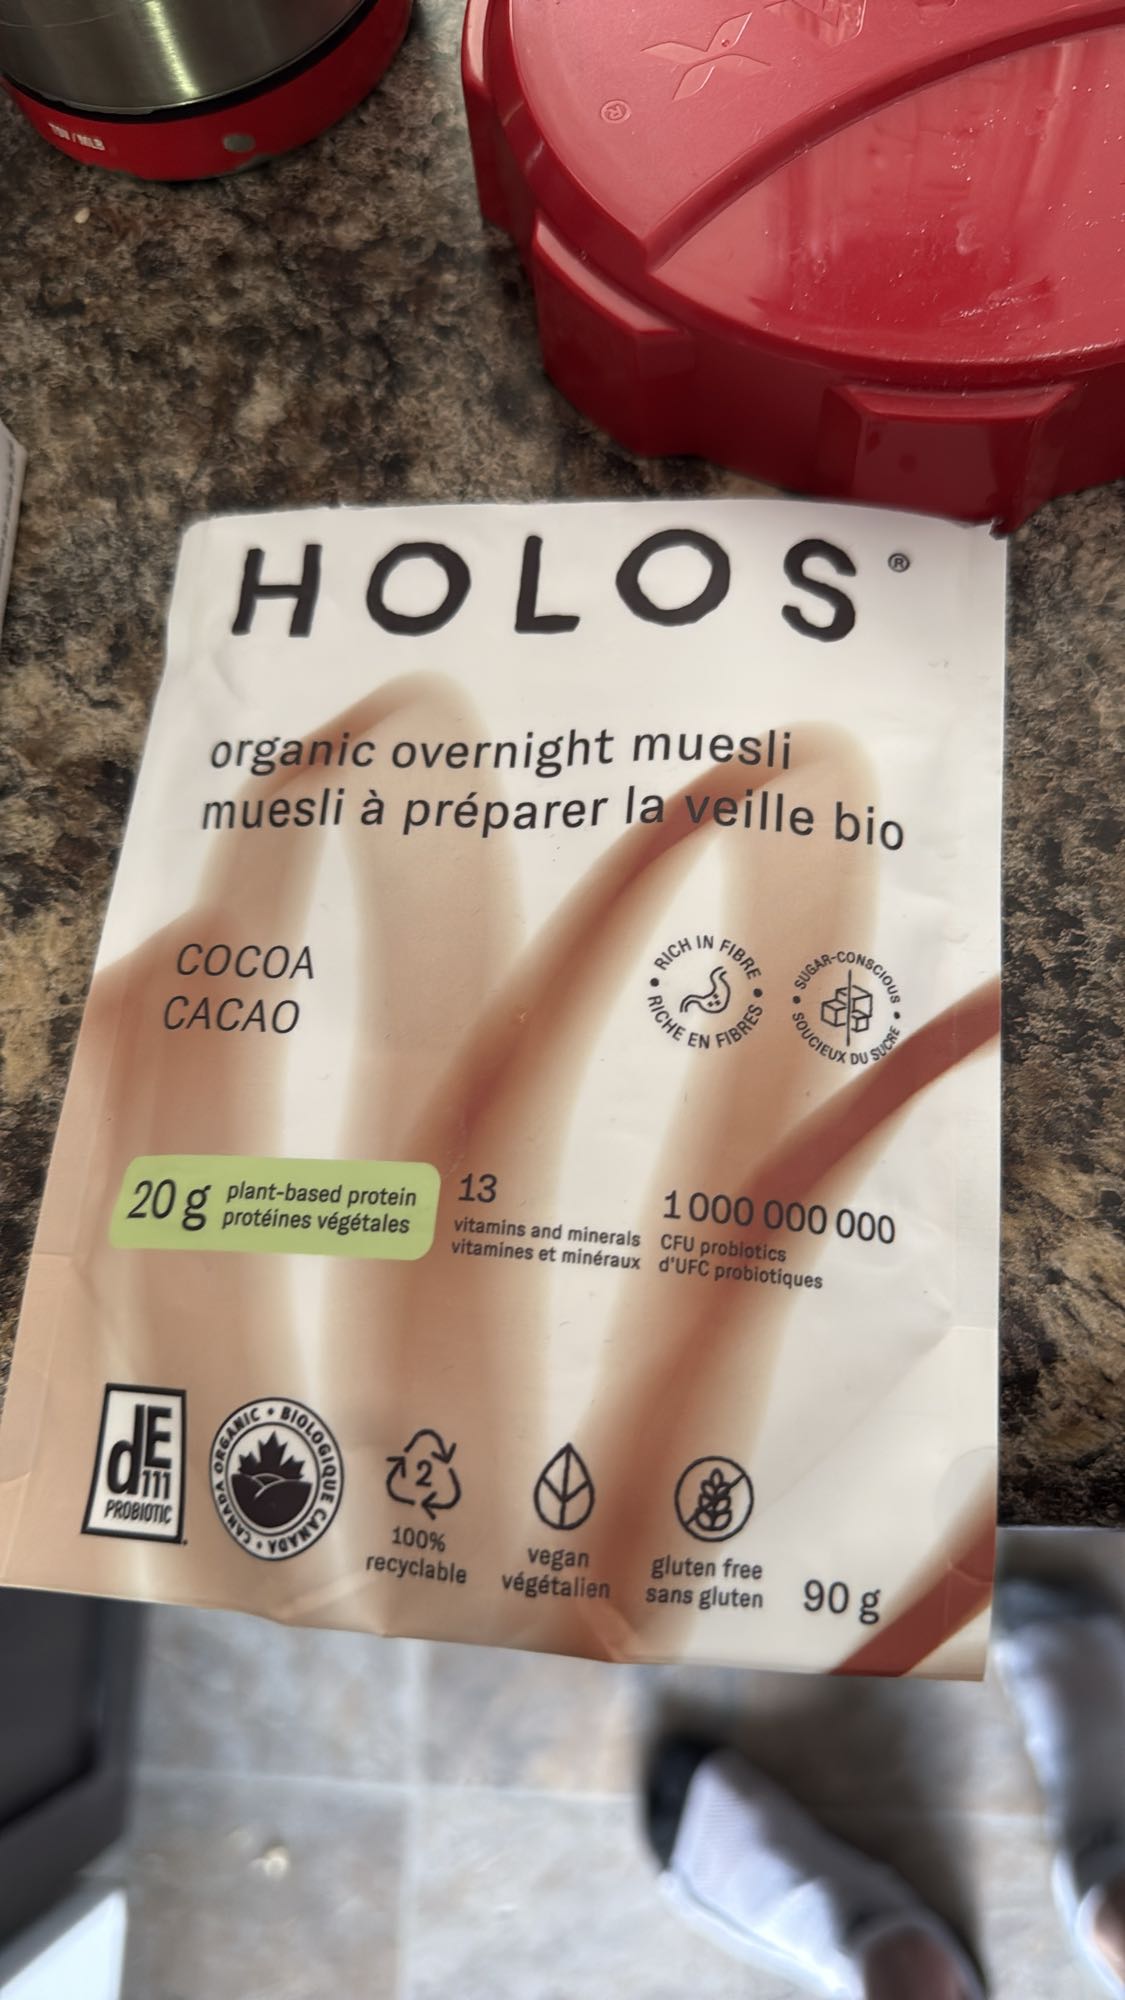 HOLOS®
organic overnight muesli
muesli à préparer la veille bio
COCOA
CACAO
RICH IN FIBRE
RICHE EN FIBRES
SUGAR-CONSCIOUS
SOUCIEUX DU SUCRE
20 g
plant-based protein
protéines végétales
13
vitamins and minerals
vitamines et minéraux
1 000 000 000
CFU probiotics
d'UFC probiotiques
dE
111
PROBIOTIC
CANADA ORGANIC • BIOLOGIQUE CANADA •
2
100%
recyclable
vegan
végétalien
gluten free
sans gluten
90 g
®